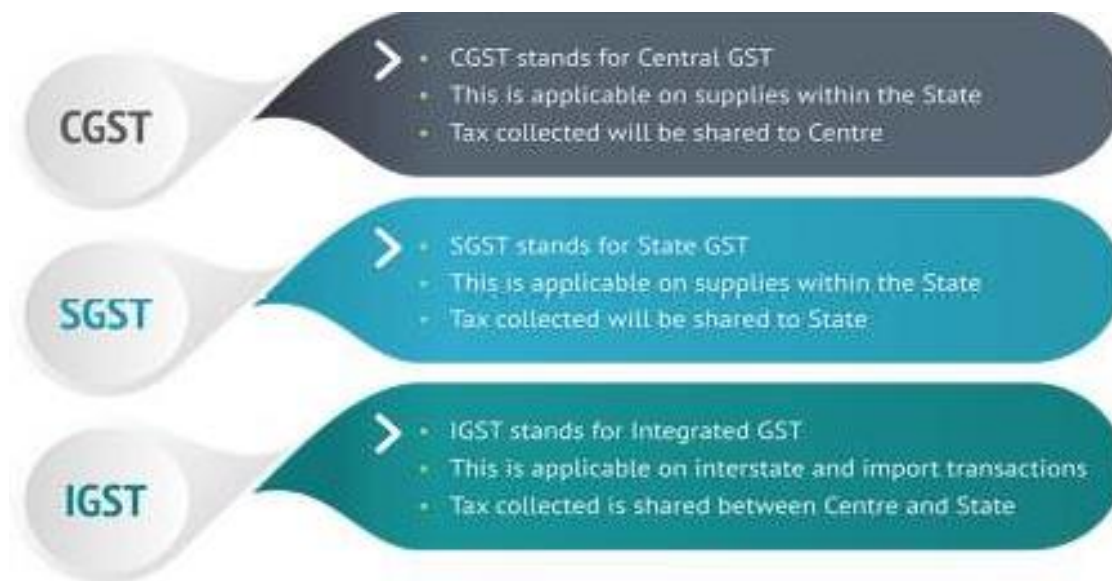 CGST
CGST stands for Central GST
This is applicable on supplies within the State
Tax collected will be shared to Centre
SGST
SGST stands for State GST
This is applicable on supplies within the State
Tax collected will be shared to State
IGST
IGST stands for Integrated GST
This is applicable on interstate and import transactions
Tax collected is shared between Centre and State